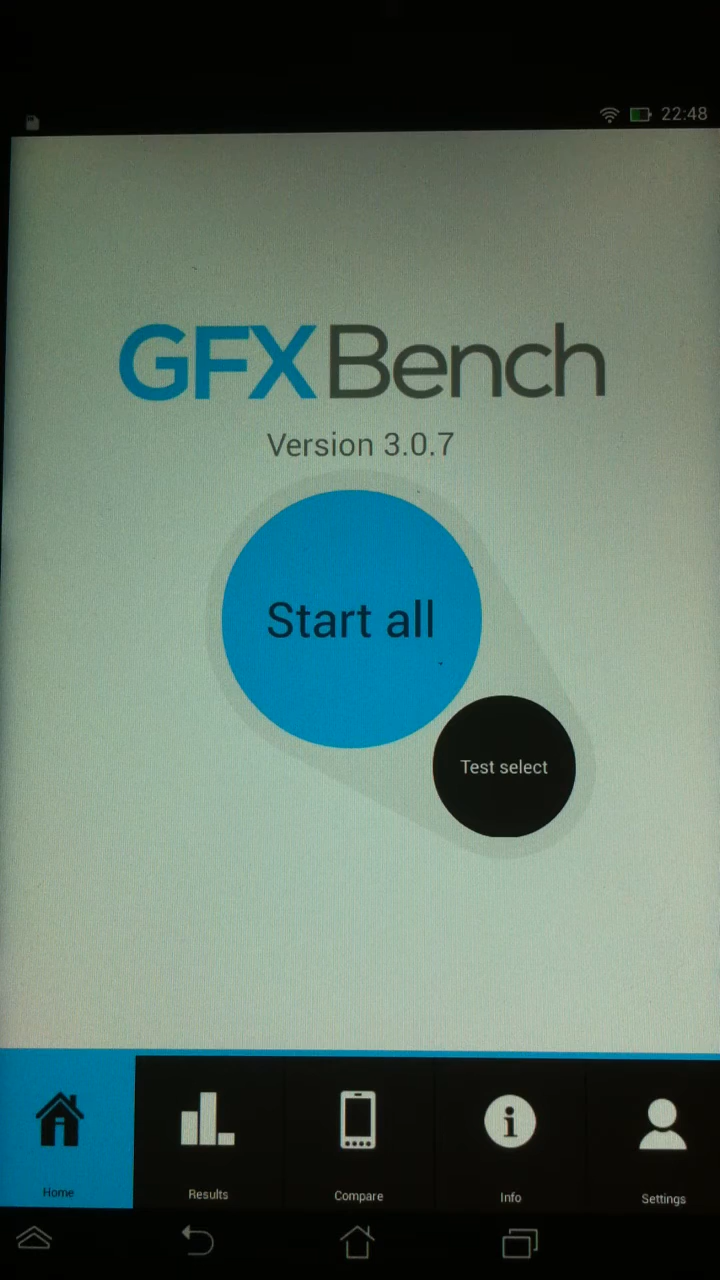 22:48
GFXBench
Version 3.0.7
Start all
Test select
Home
Results
Compare
Info
Settings